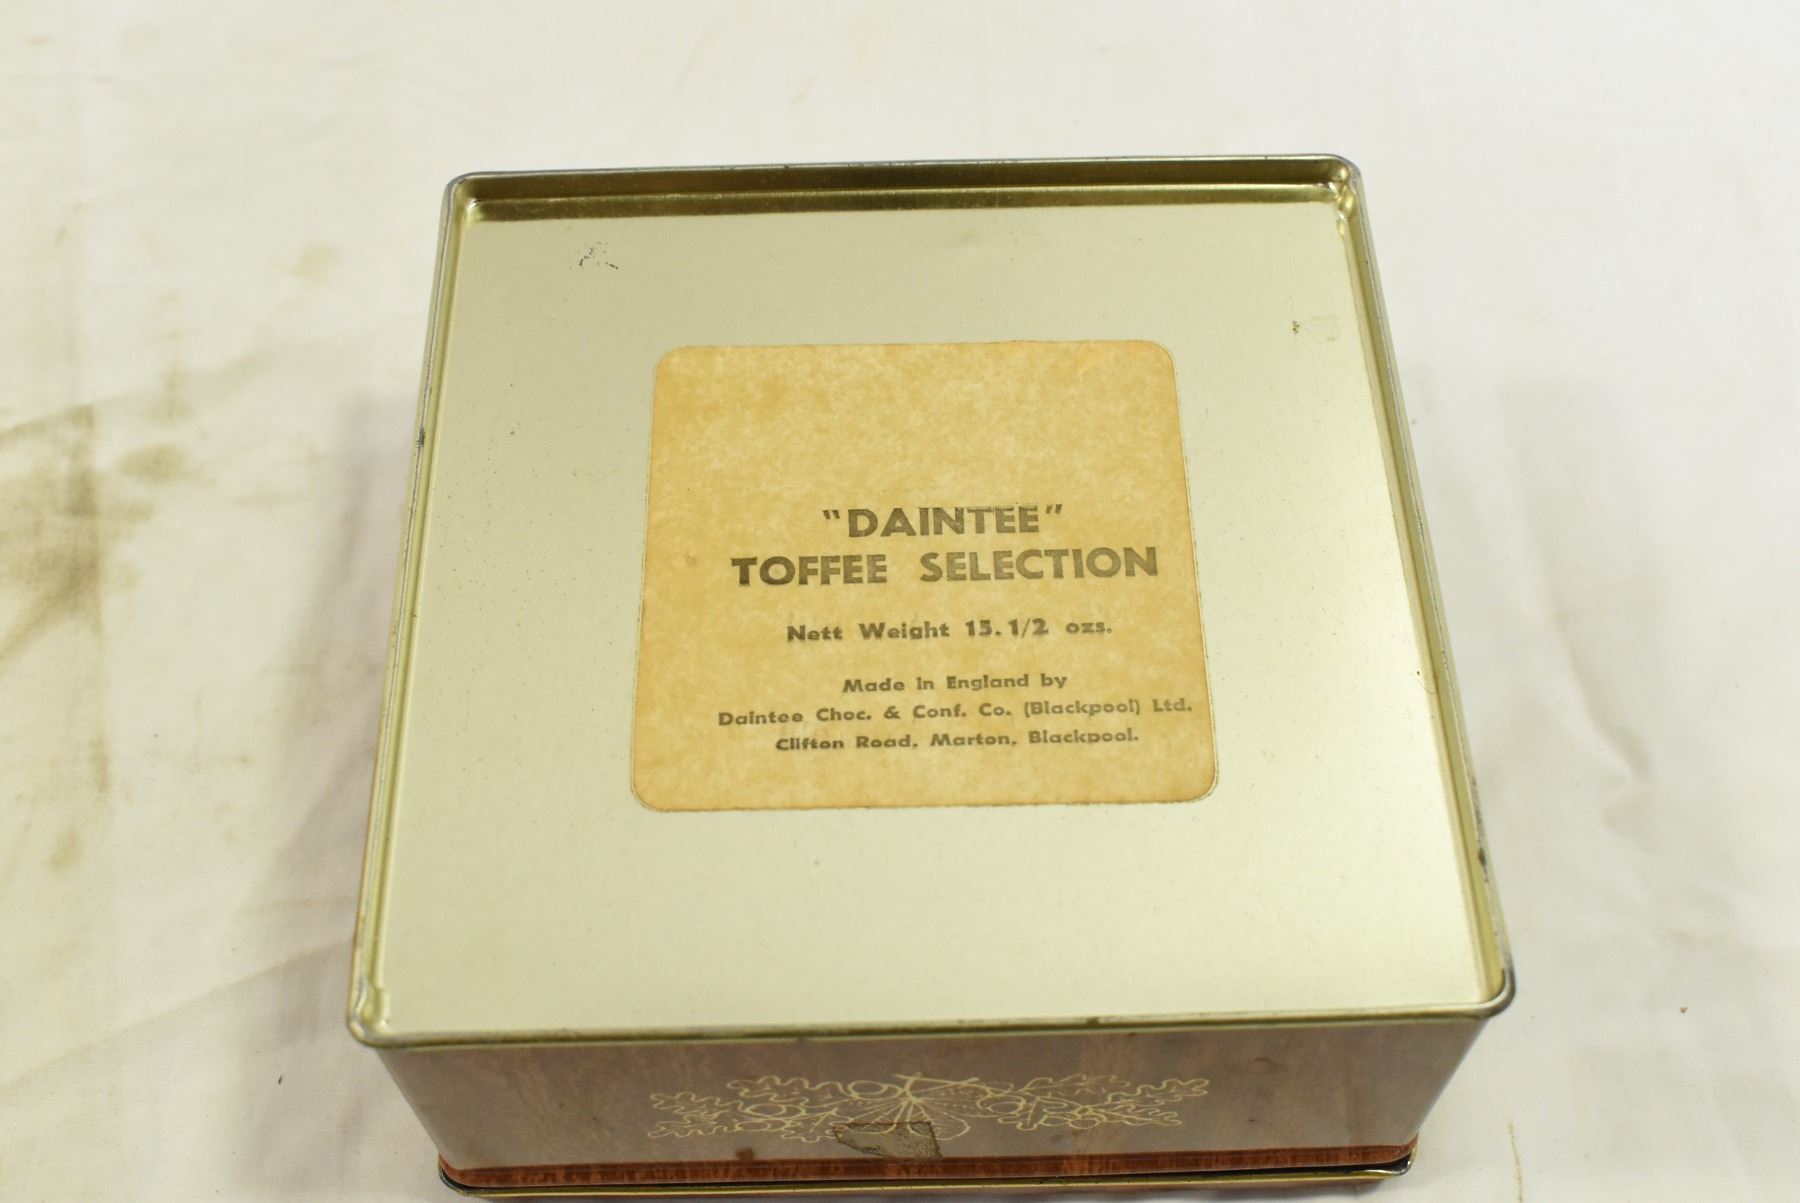 "DAINTEE"
TOFFEE SELECTION
Nett Weight 15.1/2 ozs.
Made in England by
Daintee Choc. & Conf. Co. (Blackpool) Ltd.
Clifton Road, Marton, Blackpool.